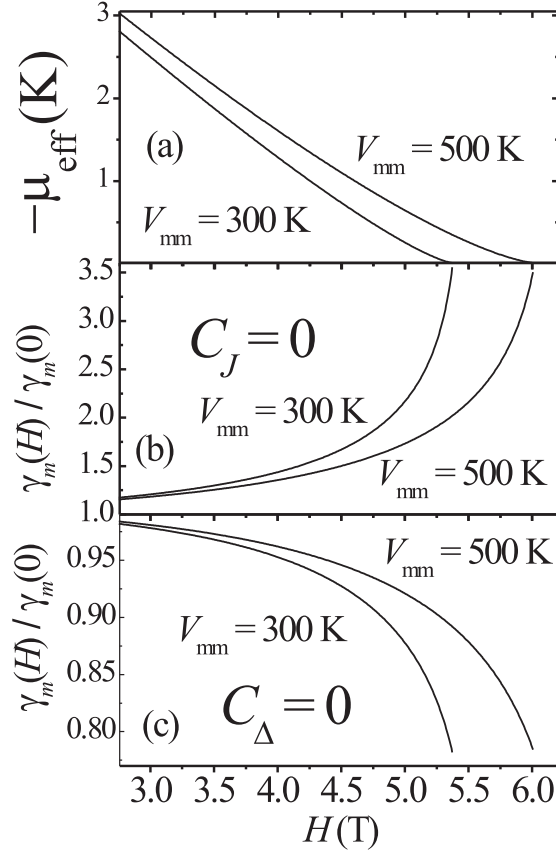 3
2
1
−μeff(K)
(a)
Vmm = 500 K
Vmm = 300 K
3.5
3.0
2.5
2.0
1.5
1.0
γm(H) / γm(0)
CJ = 0
Vmm = 300 K
(b)
Vmm = 500 K
0.95
0.90
0.85
0.80
γm(H) / γm(0)
Vmm = 500 K
Vmm = 300 K
(c)
CΔ = 0
3.0 3.5 4.0 4.5 5.0 5.5 6.0
H (T)